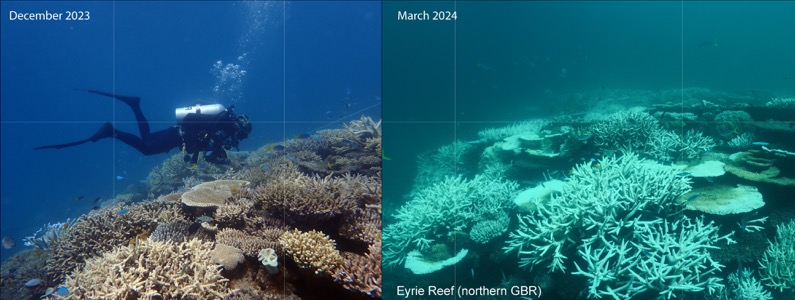 December 2023
March 2024
Eyrie Reef (northern GBR)